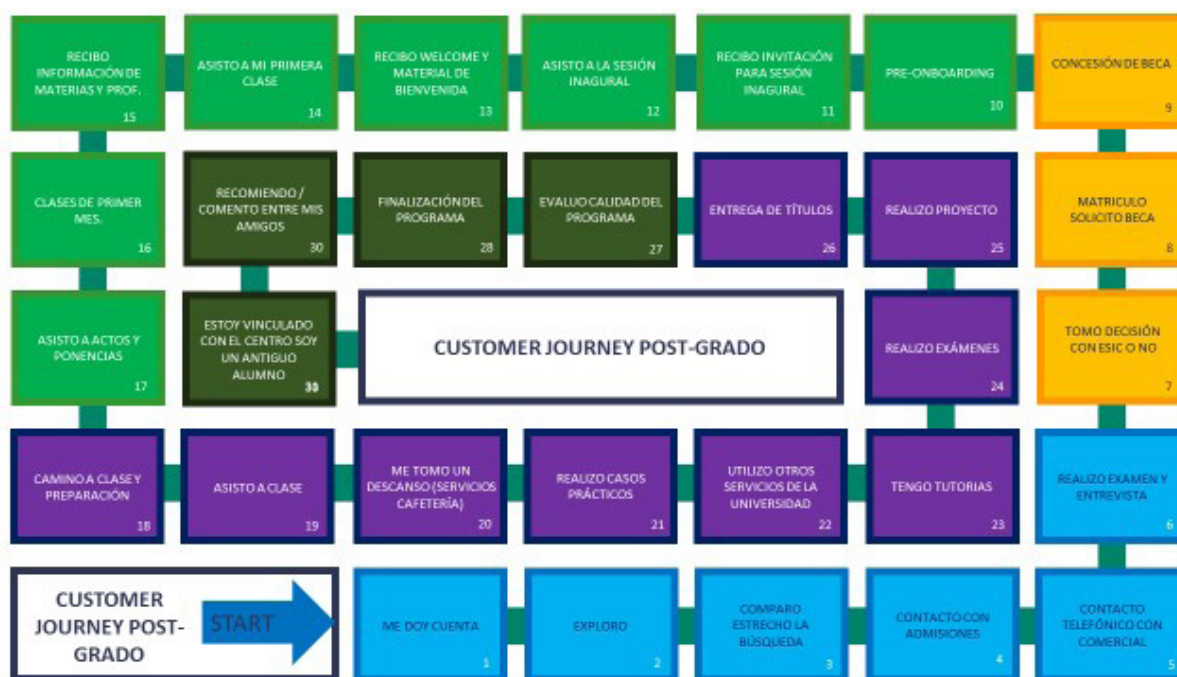 RECIBO
INFORMACIÓN DE
MATERIAS Y PROF.
15
ASISTO A MI PRIMERA
CLASE
14
RECIBO WELCOME Y
MATERIAL DE
BIENVENIDA
13
ASISTO A LA SESIÓN
INAGURAL
12
RECIBO INVITACIÓN
PARA SESIÓN
INAGURAL
11
PRE-ONBOARDING
10
CONCESIÓN DE BECA
9
CLASES DE PRIMER
MES.
16
RECOMIENDO /
COMENTO ENTRE MIS
AMIGOS
30
FINALIZACIÓN DEL
PROGRAMA
28
EVALUO CALIDAD DEL
PROGRAMA
27
ENTREGA DE TÍTULOS
26
REALIZO PROYECTO
25
MATRICULO
SOLICITO BECA
8
ASISTO A ACTOS Y
PONENCIAS
17
ESTOY VINCULADO
CON EL CENTRO SOY
UN ANTIGUO
ALUMNO
CUSTOMER JOURNEY POST-GRADO
REALIZO EXÁMENES
24
TOMO DECISIÓN
CON ESIC O NO
7
CAMINO A CLASE Y
PREPARACIÓN
18
ASISTO A CLASE
19
ME TOMO UN
DESCANSO (SERVICIOS
CAFETERÍA)
20
REALIZO CASOS
PRÁCTICOS
21
UTILIZO OTROS
SERVICIOS DE LA
UNIVERSIDAD
22
TENGO TUTORIAS
23
REALIZO EXAMEN Y
ENTREVISTA
6
CUSTOMER
JOURNEY POST-
GRADO
START
ME DOY CUENTA
1
EXPLORO
2
COMPARO
ESTRECHO LA
BÚSQUEDA
3
CONTACTO CON
ADMISIONES
4
CONTACTO
TELEFÓNICO CON
COMERCIAL
5